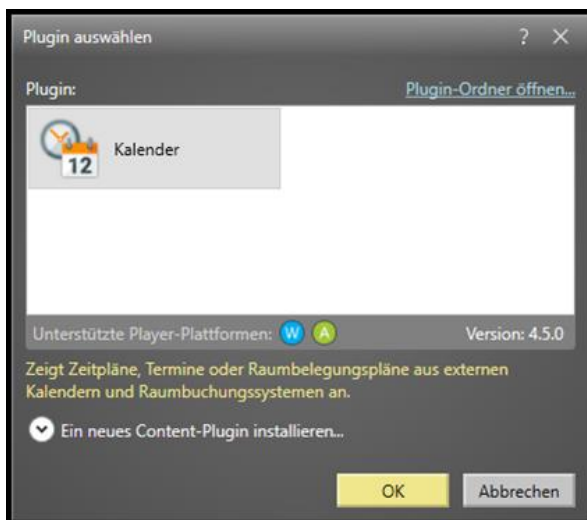 Plugin auswählen ?
Plugin: Plugin-Ordner öffnen...
12 Kalender
Unterstützte Player-Plattformen: W A Version: 4.5.0
Zeigt Zeitpläne, Termine oder Raumbelegungspläne aus externen
Kalendern und Raumbuchungssystemen an.
Ein neues Content-Plugin installieren...
OK Abbrechen